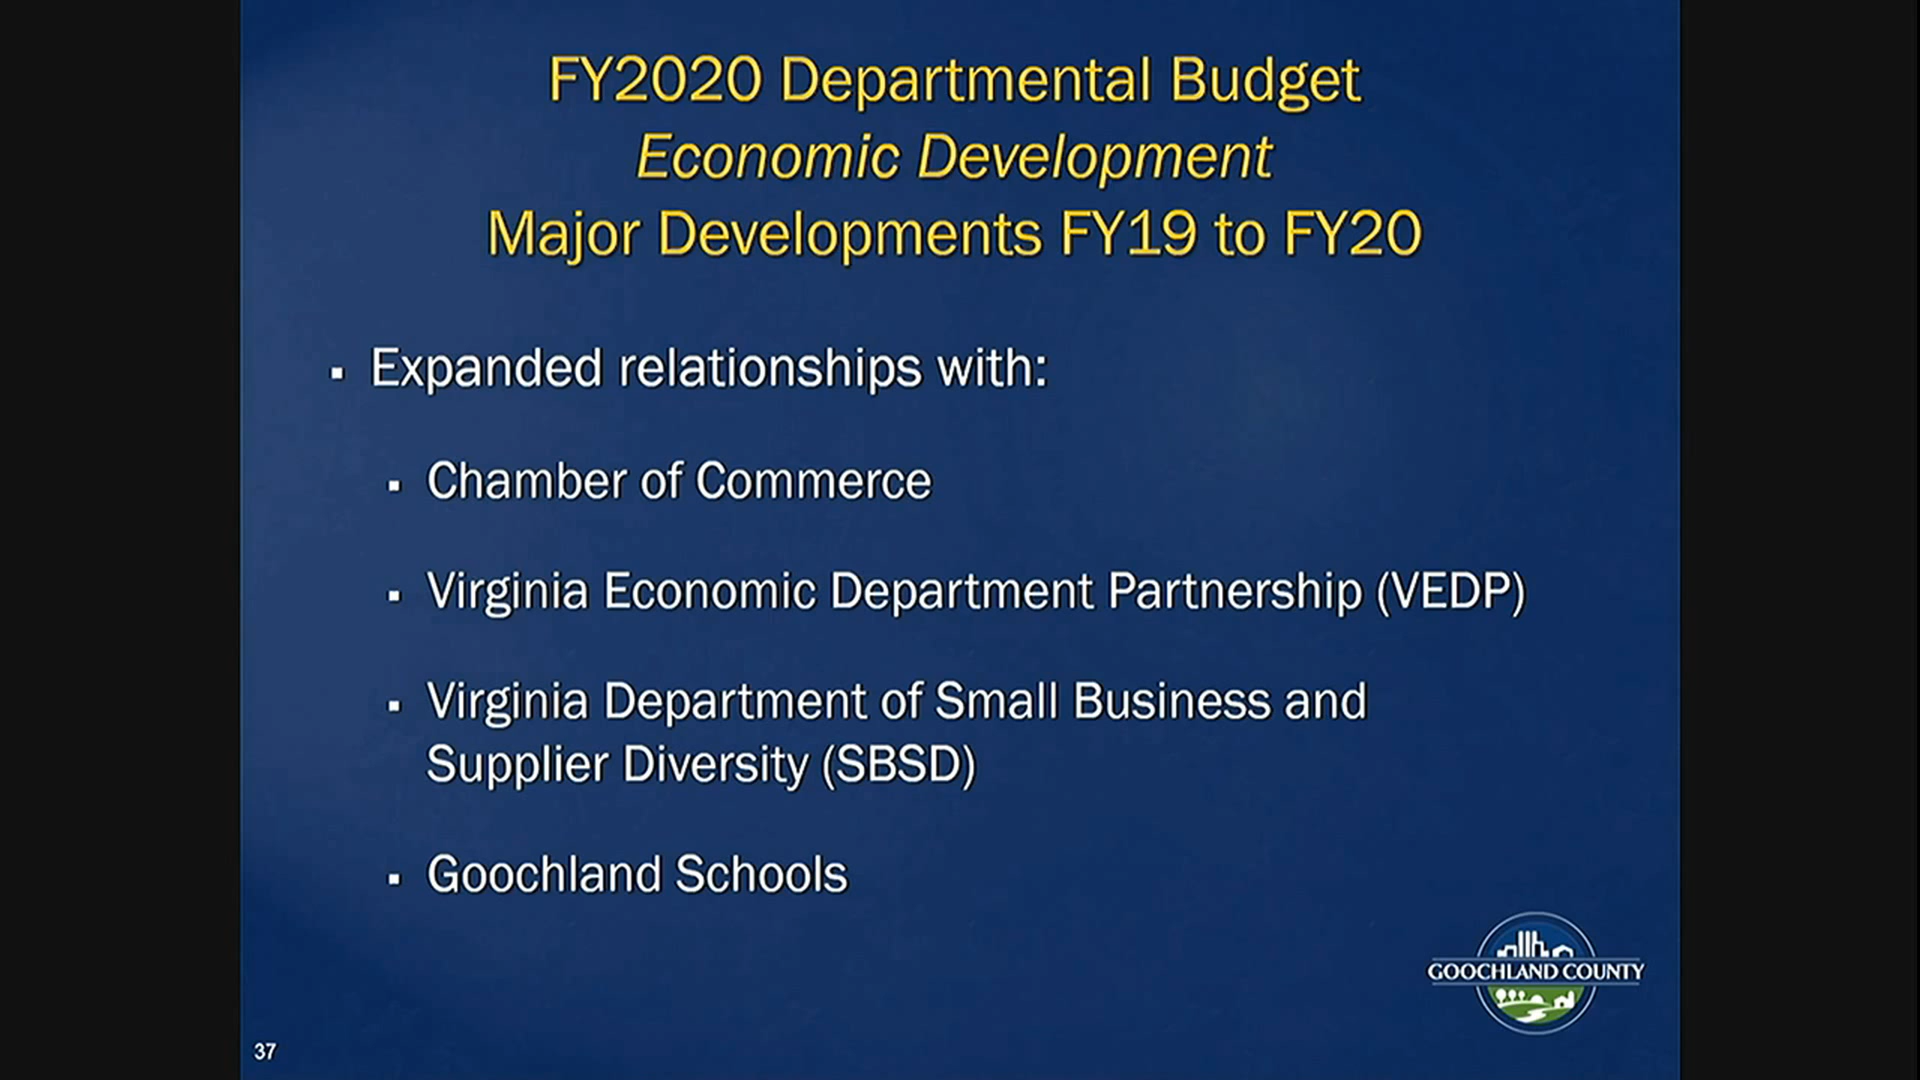 FY2020 Departmental Budget
Economic Development
Major Developments FY19 to FY20
▪ Expanded relationships with:
▪ Chamber of Commerce
▪ Virginia Economic Department Partnership (VEDP)
▪ Virginia Department of Small Business and
Supplier Diversity (SBSD)
▪ Goochland Schools
GOOCHLAND COUNTY
37